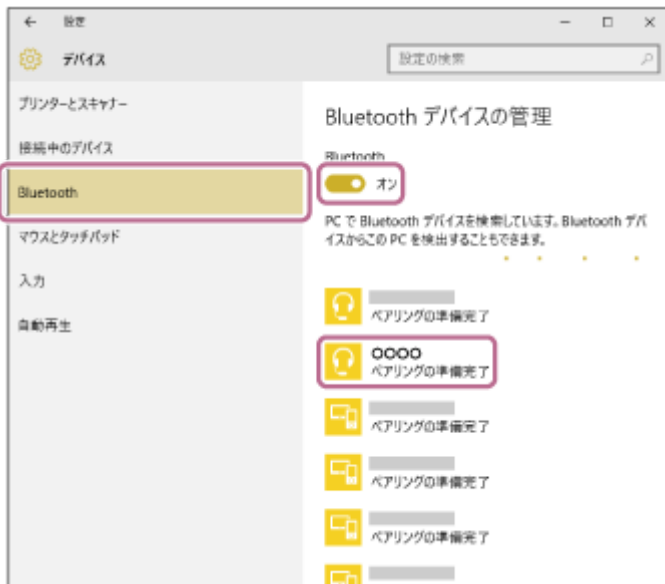 設定
デバイス
設定の検索
プリンターとスキャナー
接続中のデバイス
Bluetooth
マウスとタッチパッド
入力
自動再生
Bluetooth デバイスの管理
Bluetooth
オン
PC で Bluetooth デバイスを検索しています。Bluetooth デバ
イスからこの PC を検出することもできます。
ペアリングの準備完了
OOOO
ペアリングの準備完了
ペアリングの準備完了
ペアリングの準備完了
ペアリングの準備完了